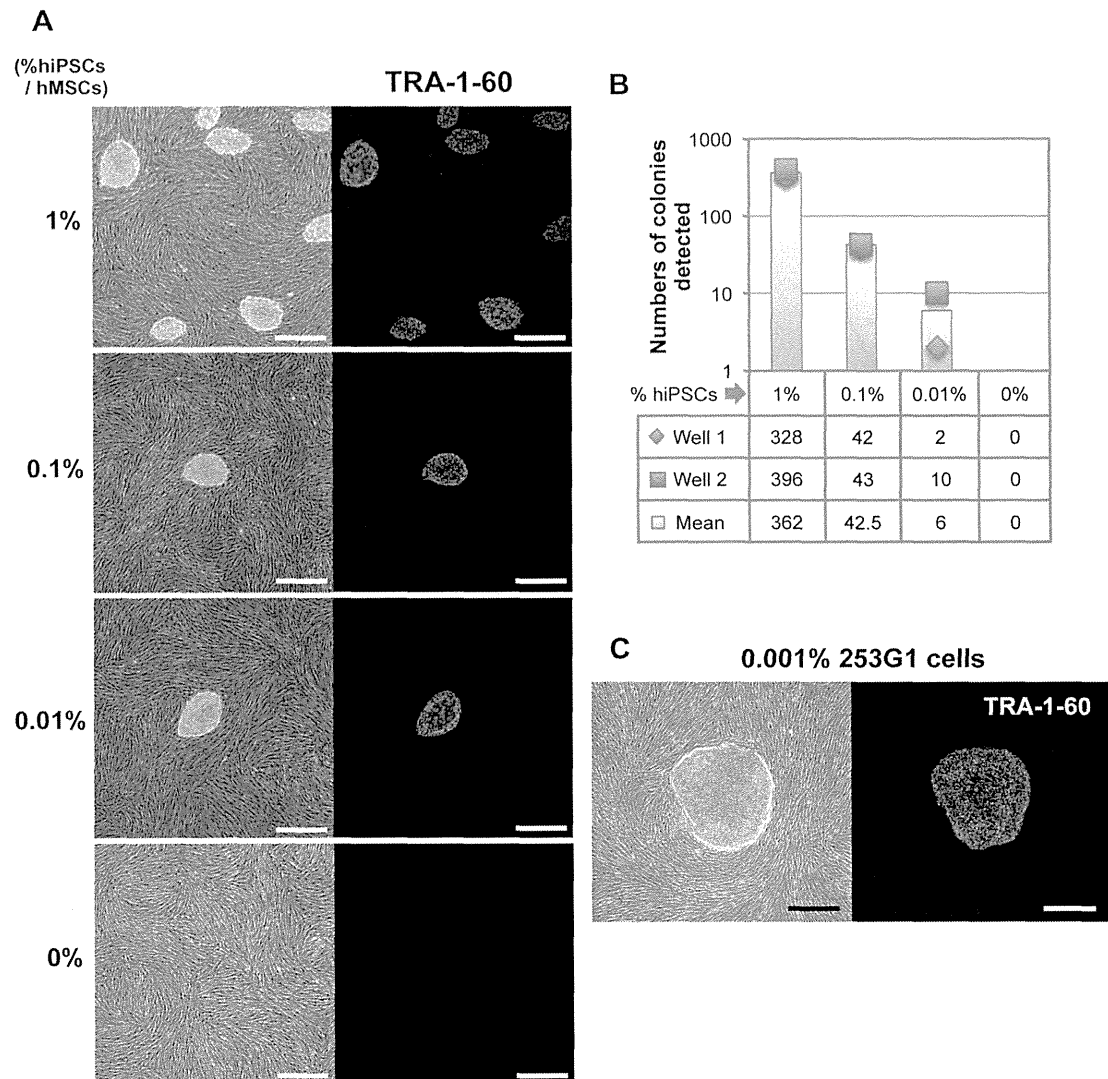 A
(%hiPSCs
/ hMSCs)
TRA-1-60
1%
0.1%
0.01%
0%
B
Numbers of colonies
detected
1000
100
10
1
% hiPSCs 1% 0.1% 0.01% 0%
Well 1 328 42 2 0
Well 2 396 43 10 0
Mean 362 42.5 6 0
C
0.001% 253G1 cells
TRA-1-60